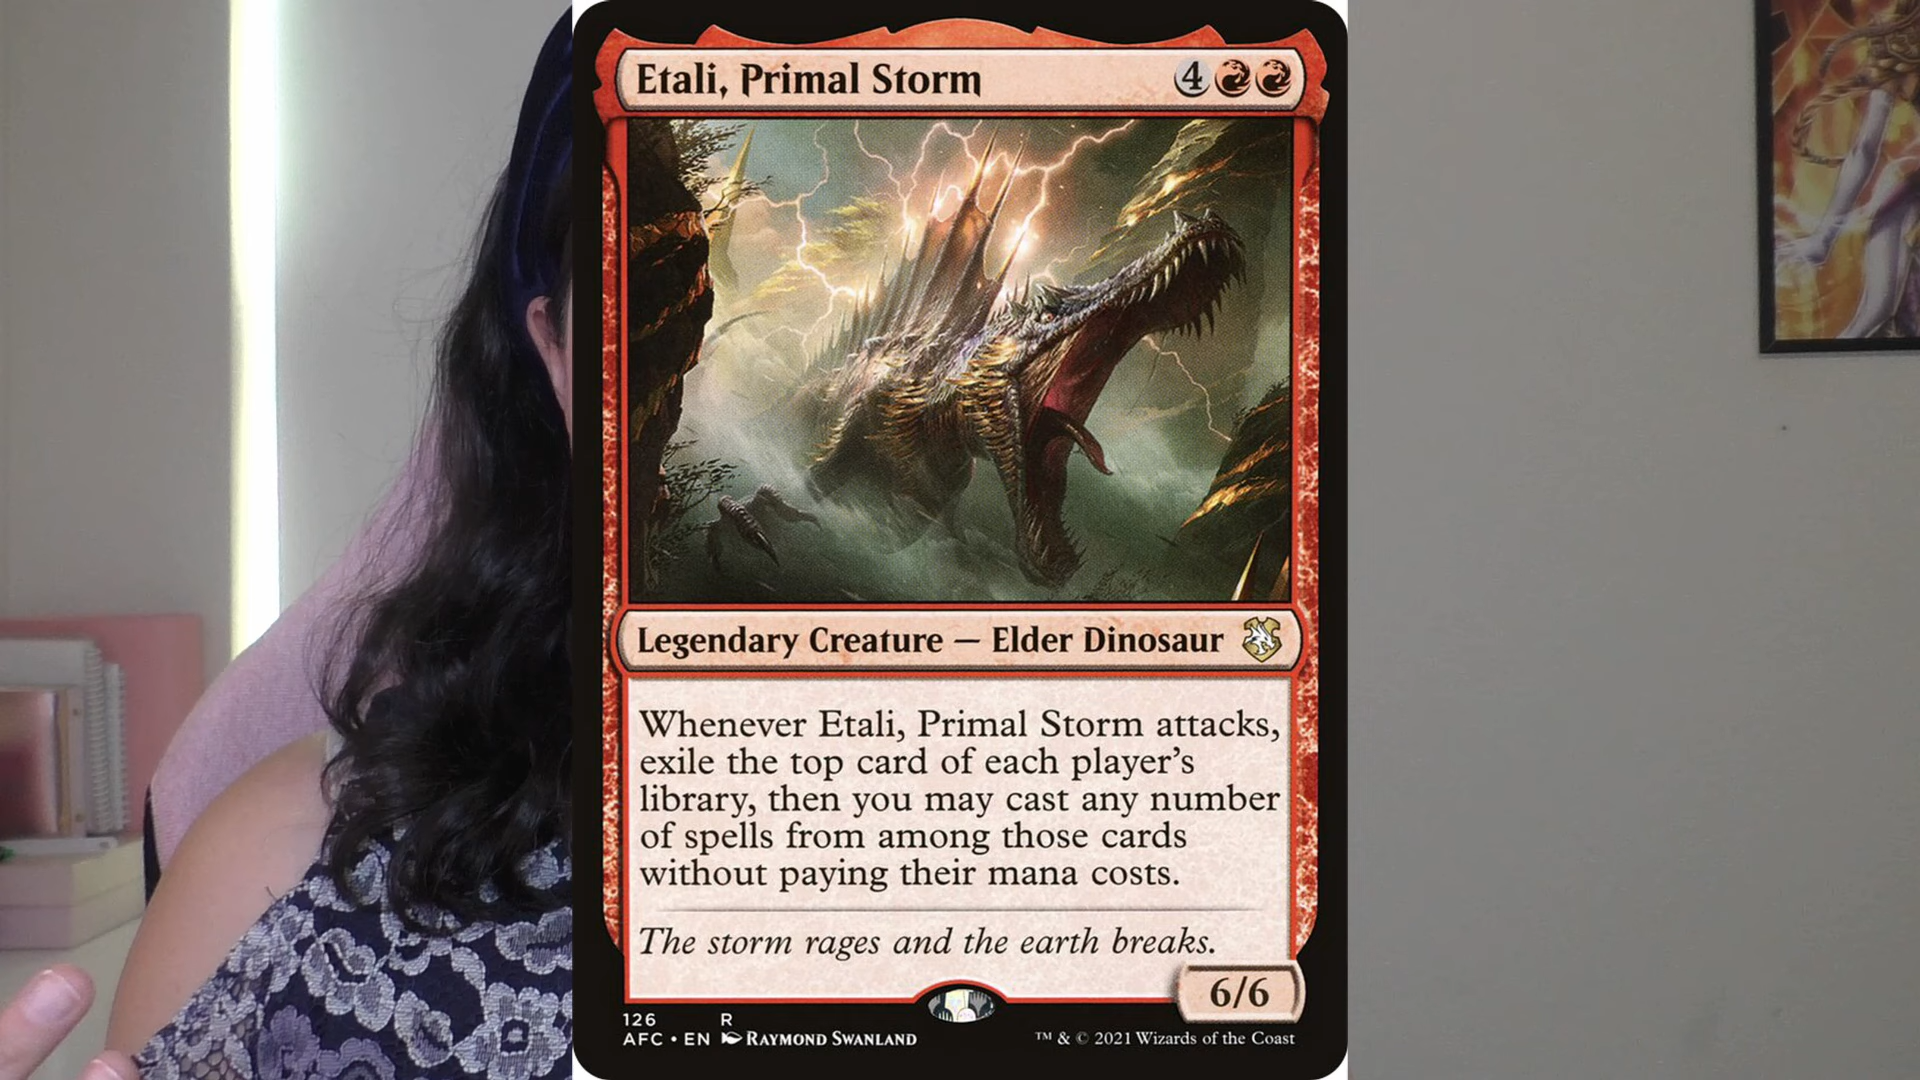 Etali, Primal Storm 4
Legendary Creature — Elder Dinosaur
Whenever Etali, Primal Storm attacks,
exile the top card of each player's
library, then you may cast any number
of spells from among those cards
without paying their mana costs.
The storm rages and the earth breaks.
6/6
126 R
AFC • EN Raymond Swanland ™ & © 2021 Wizards of the Coast